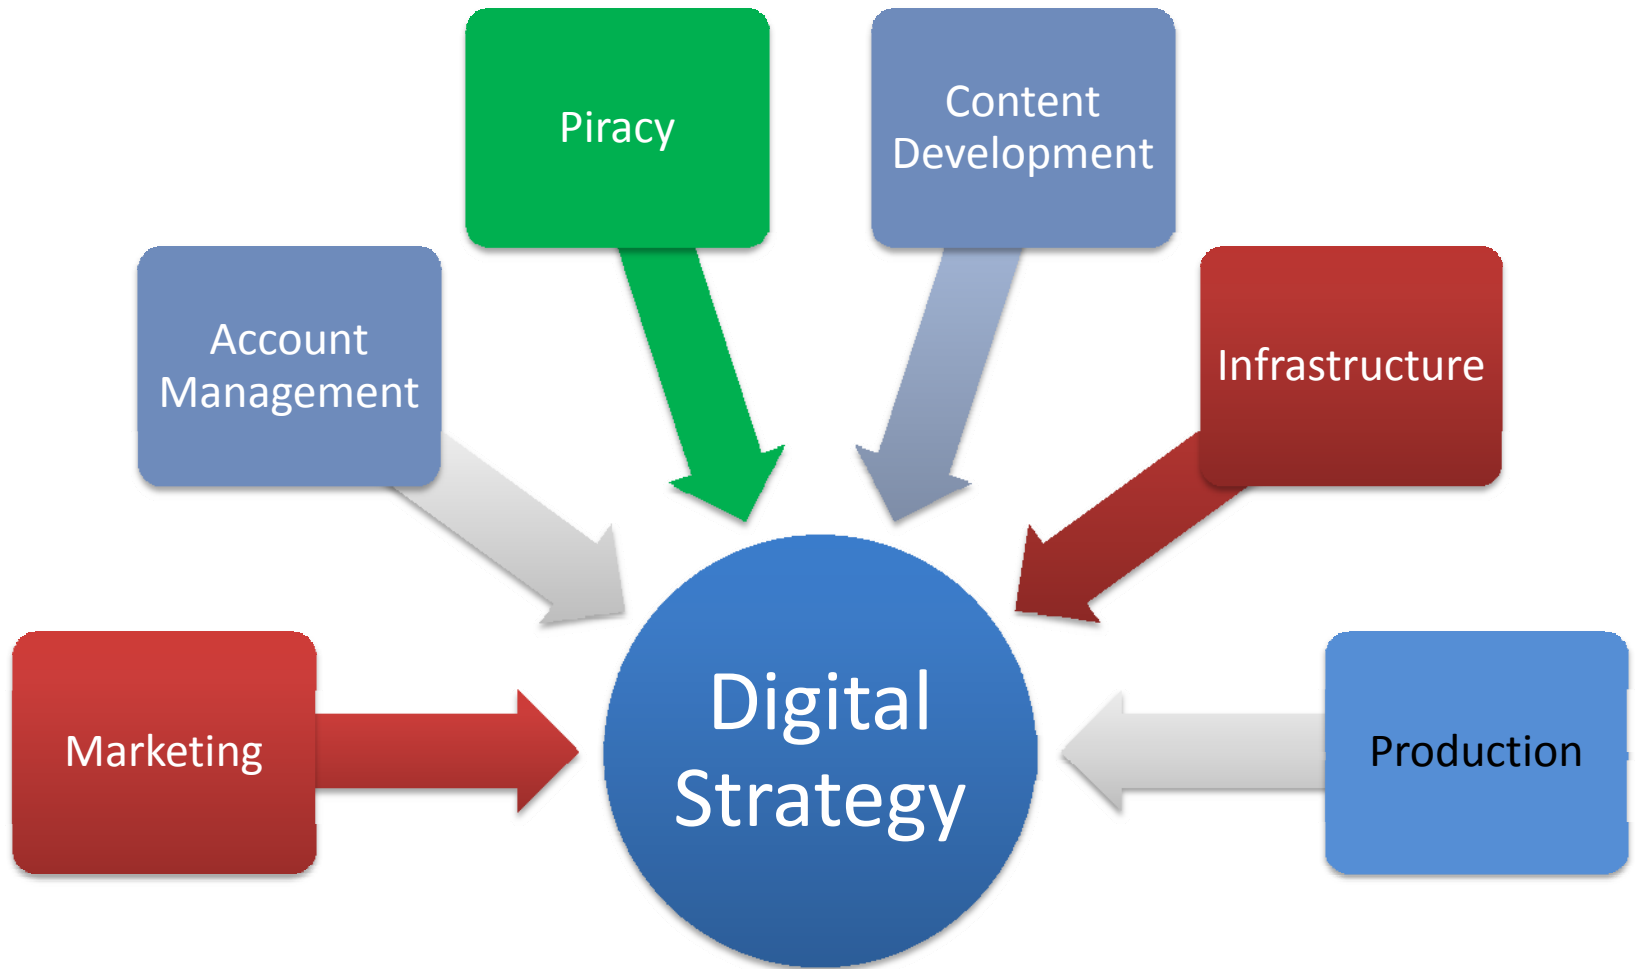 Piracy
Content
Development
Account
Management
Infrastructure
Marketing
Digital
Strategy
Production